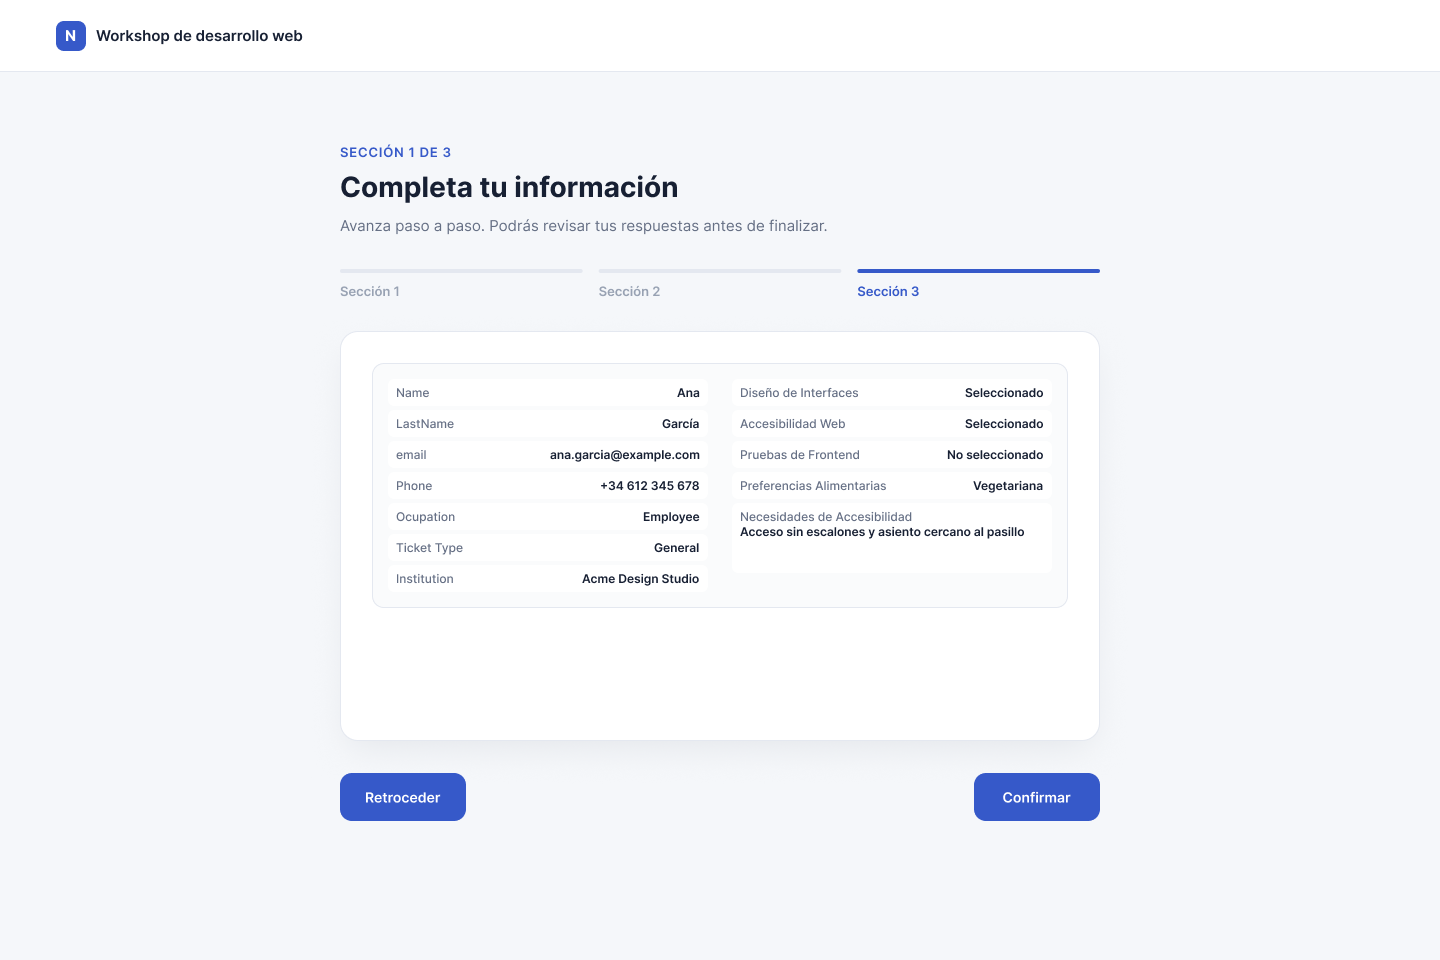 N Workshop de desarrollo web
SECCIÓN 1 DE 3
Completa tu información
Avanza paso a paso. Podrás revisar tus respuestas antes de finalizar.
Sección 1 Sección 2 Sección 3
Name Ana
LastName García
email ana.garcia@example.com
Phone +34 612 345 678
Ocupation Employee
Ticket Type General
Institution Acme Design Studio
Diseño de Interfaces Seleccionado
Accesibilidad Web Seleccionado
Pruebas de Frontend No seleccionado
Preferencias Alimentarias Vegetariana
Necesidades de Accesibilidad
Acceso sin escalones y asiento cercano al pasillo
Retroceder Confirmar